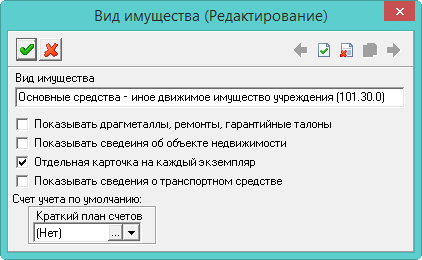 Вид имущества (Редактирование)
Вид имущества
Основные средства - иное движимое имущество учреждения (101.30.0)
Показывать драгметаллы, ремонты, гарантийные талоны
Показывать сведеиня об объекте недвижимости
Отдельная карточка на каждый экземпляр
Показывать сведения о транспортном средстве
Счет учета по умолчанию:
Краткий план счетов
(Нет) ...